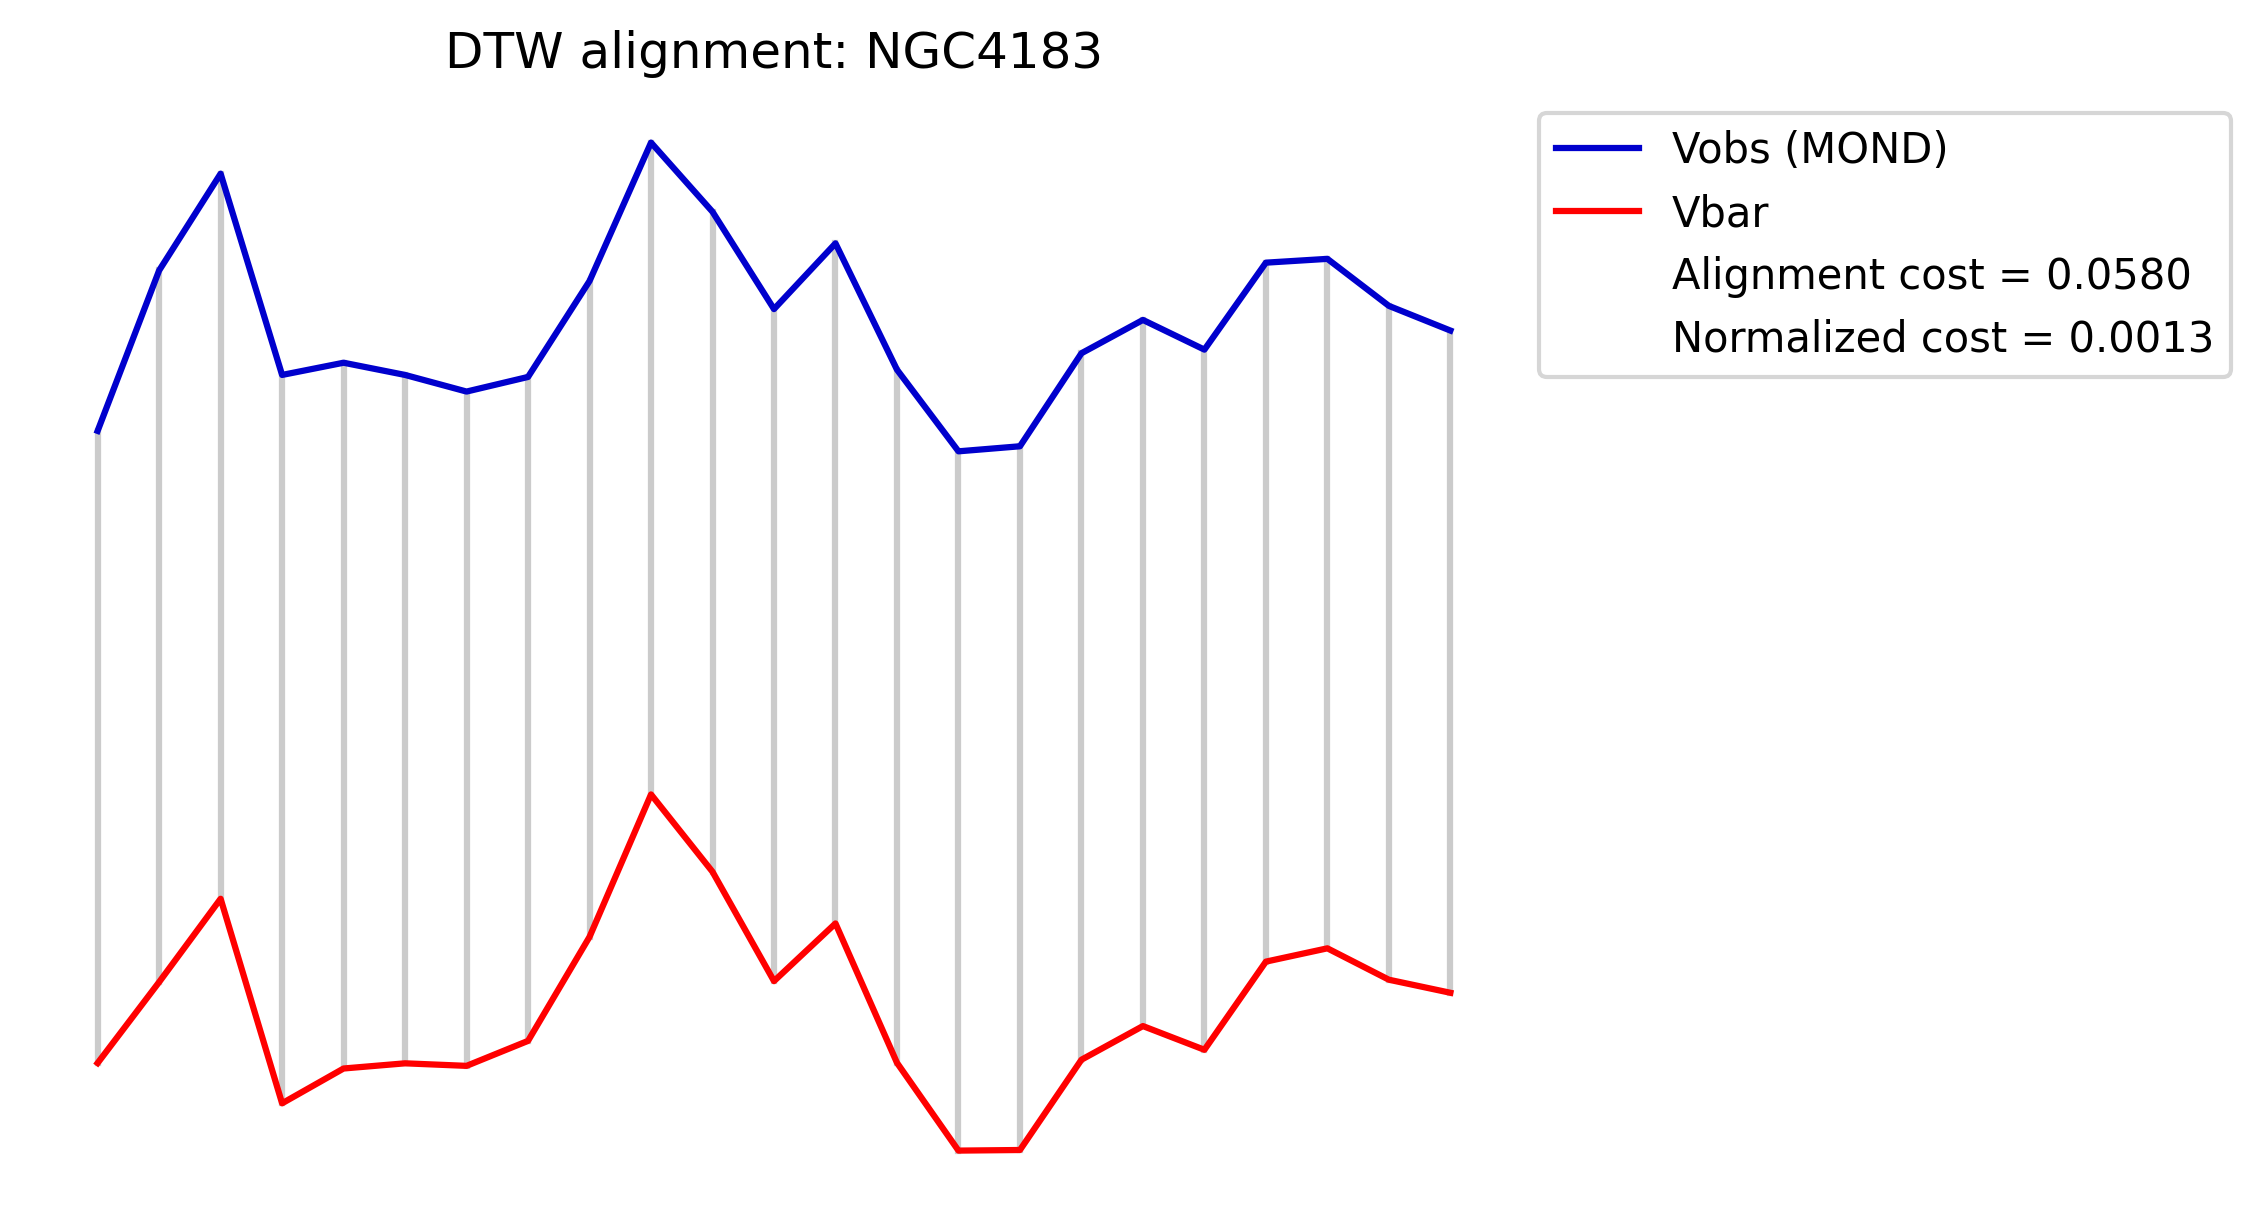 DTW alignment: NGC4183
Vobs (MOND)
Vbar
Alignment cost = 0.0580
Normalized cost = 0.0013